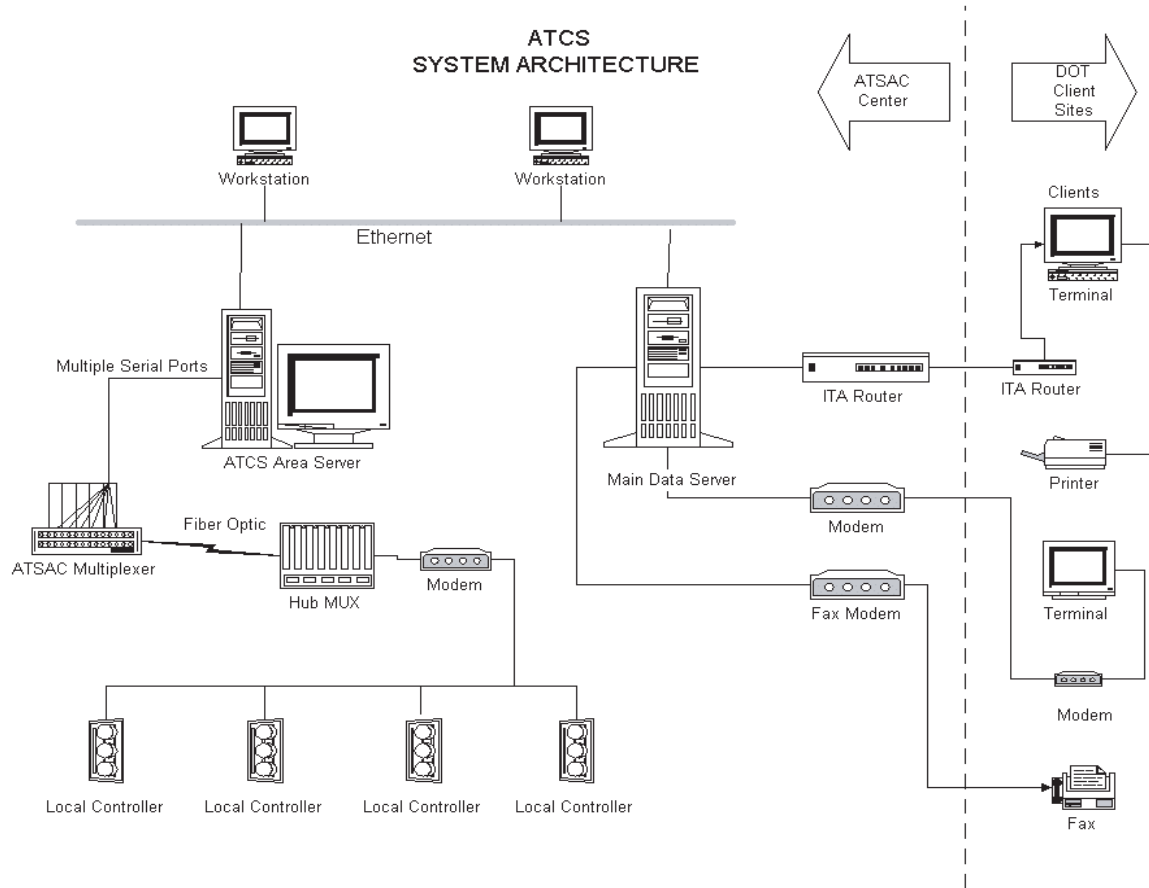 ATCS
SYSTEM ARCHITECTURE
ATSAC
Center
DOT
Client
Sites
Workstation
Workstation
Clients
Ethernet
Terminal
Multiple Serial Ports
ITA Router
ITA Router
ATCS Area Server
Main Data Server
Printer
Fiber Optic
Modem
ATSAC Multiplexer
Hub MUX
Modem
Fax Modem
Terminal
Modem
Local Controller
Local Controller
Local Controller
Local Controller
Fax